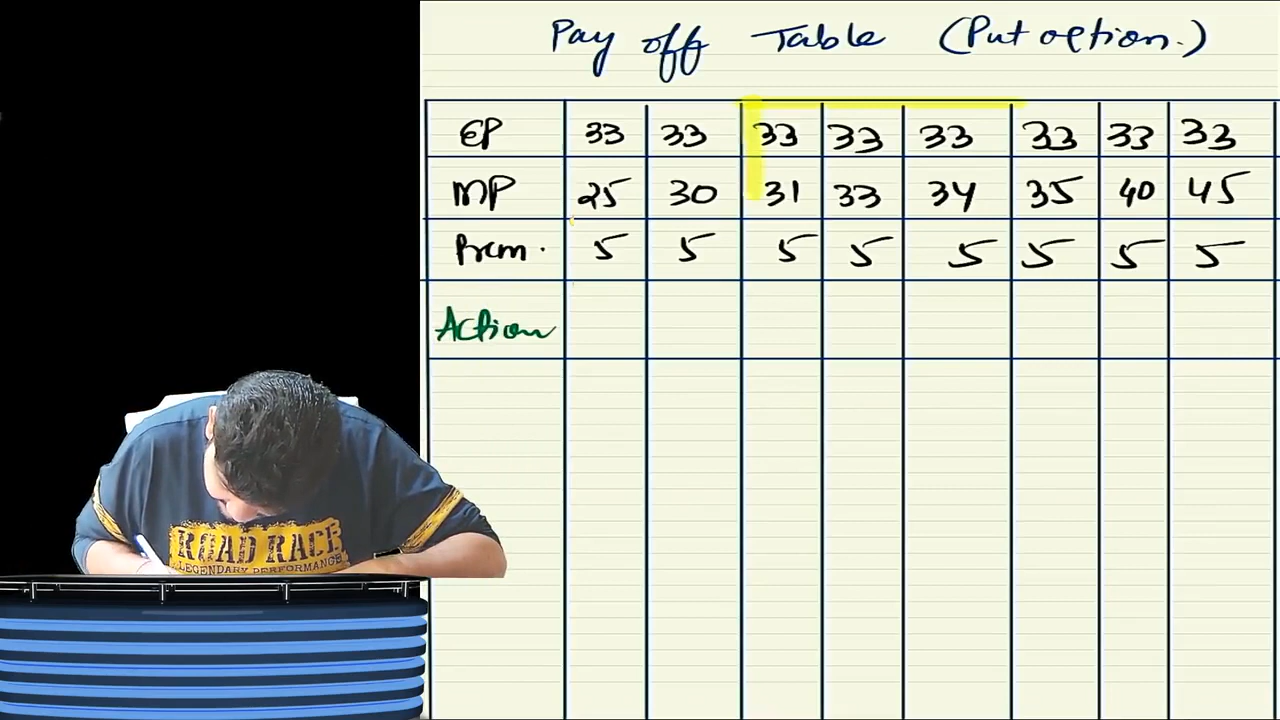 Pay off Table (Put option.)
EP 33 33 33 33 33 33 33 33
MP 25 30 31 33 34 35 40 45
Prem. 5 5 5 5 5 5 5 5
Action
ROAD RACE
LEGENDARY PERFORMANCE